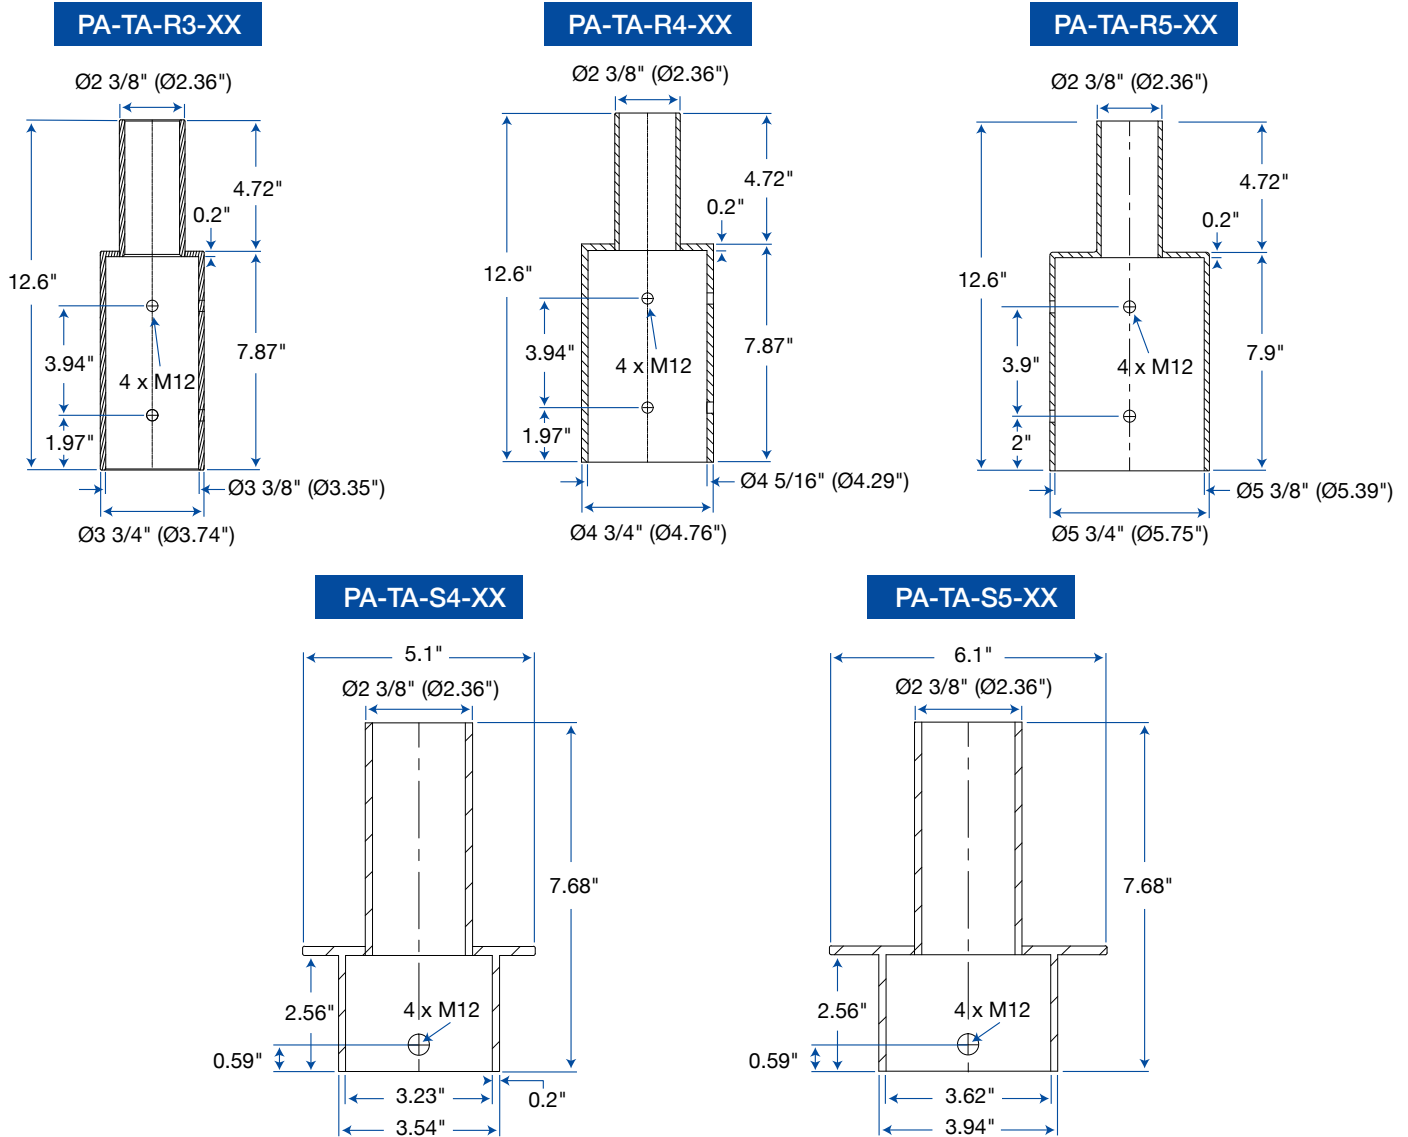 PA-TA-R3-XX
Ø2 3/8" (Ø2.36")
4.72"
0.2"
12.6"
7.87"
3.94"
4 x M12
1.97"
Ø3 3/8" (Ø3.35")
Ø3 3/4" (Ø3.74")
PA-TA-R4-XX
Ø2 3/8" (Ø2.36")
4.72"
0.2"
12.6"
7.87"
3.94"
4 x M12
1.97"
Ø4 5/16" (Ø4.29")
Ø4 3/4" (Ø4.76")
PA-TA-R5-XX
Ø2 3/8" (Ø2.36")
4.72"
0.2"
12.6"
7.9"
3.9"
4 x M12
2"
Ø5 3/8" (Ø5.39")
Ø5 3/4" (Ø5.75")
PA-TA-S4-XX
5.1"
Ø2 3/8" (Ø2.36")
7.68"
2.56"
4 x M12
0.59"
3.23"
0.2"
3.54"
PA-TA-S5-XX
6.1"
Ø2 3/8" (Ø2.36")
7.68"
2.56"
4 x M12
0.59"
3.62"
3.94"